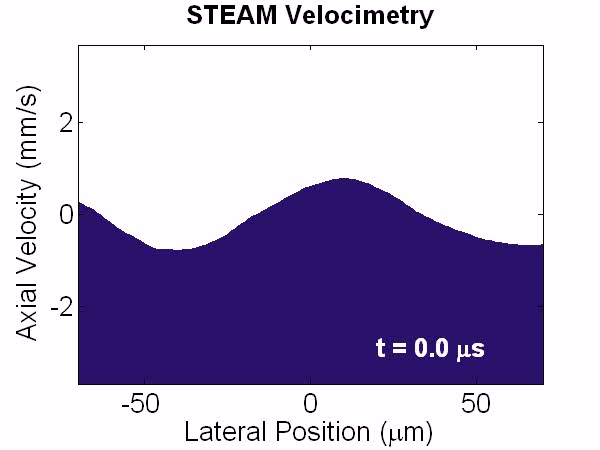 STEAM Velocimetry
Axial Velocity (mm/s)
2
0
-2
t = 0.0 μs
-50
0
50
Lateral Position (μm)